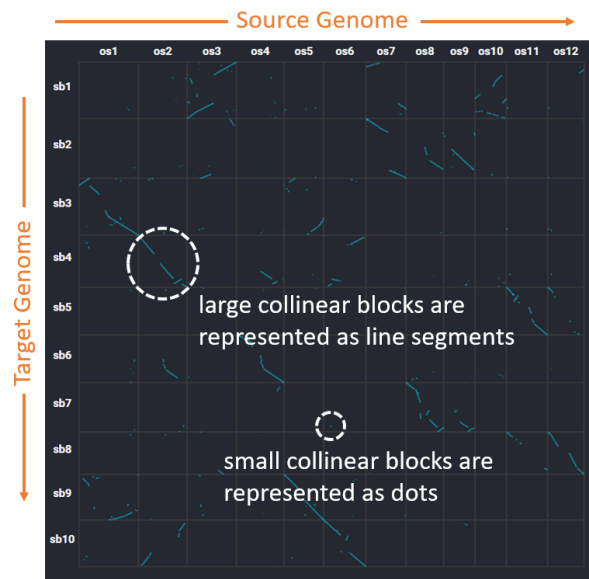 Source Genome
os1 os2 os3 os4 os5 os6 os7 os8 os9 os10 os11 os12
Target Genome
sb1
sb2
sb3
sb4
sb5
sb6
sb7
sb8
sb9
sb10
large collinear blocks are
represented as line segments
small collinear blocks are
represented as dots